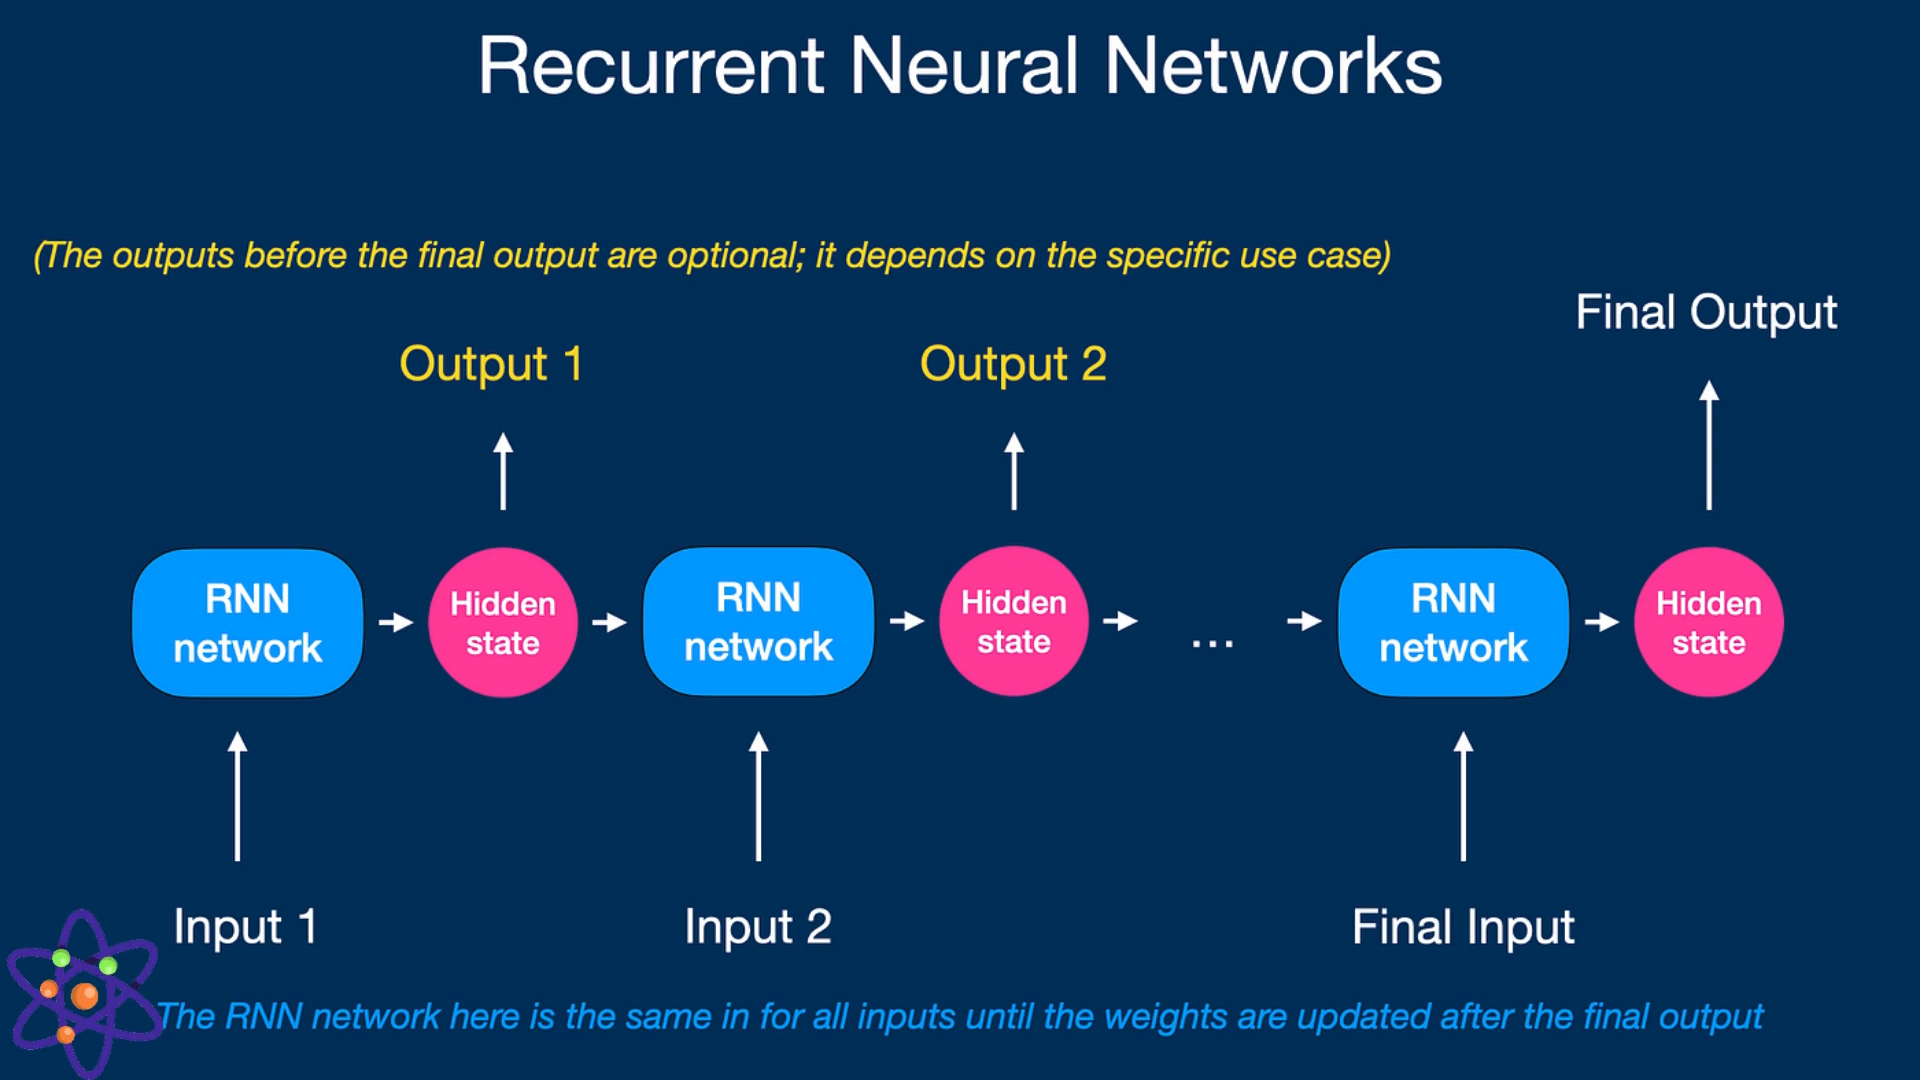 Recurrent Neural Networks
(The outputs before the final output are optional; it depends on the specific use case)
Final Output
Output 1
Output 2
RNN
network
Hidden
state
RNN
network
Hidden
state
...
RNN
network
Hidden
state
Input 1
Input 2
Final Input
The RNN network here is the same in for all inputs until the weights are updated after the final output